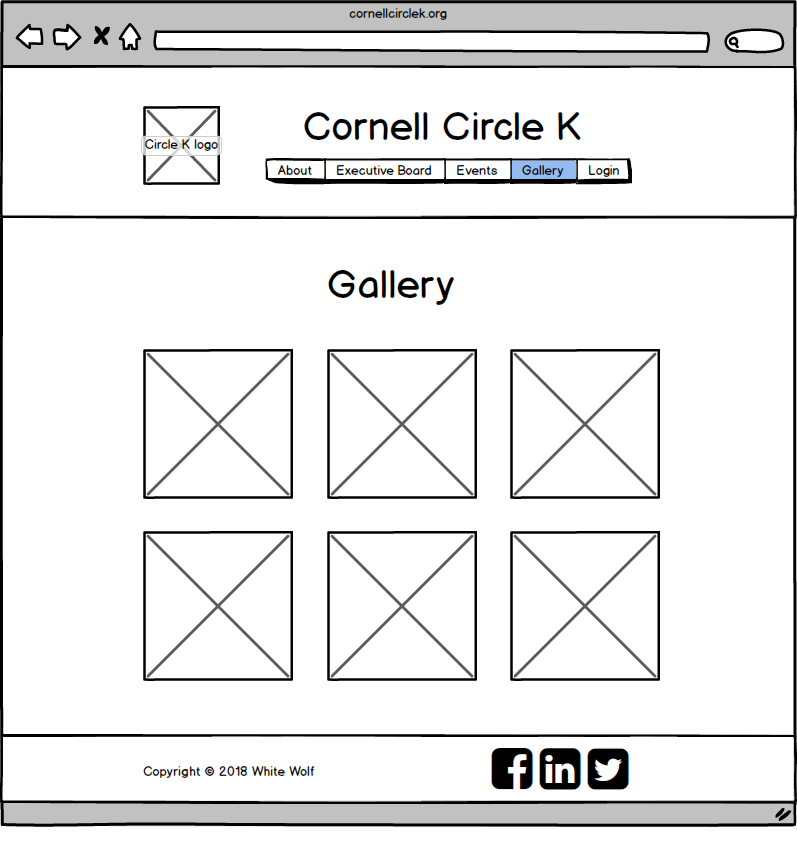 cornellcirclek.org
Circle K logo
Cornell Circle K
About Executive Board Events Gallery Login
Gallery
Copyright © 2018 White Wolf